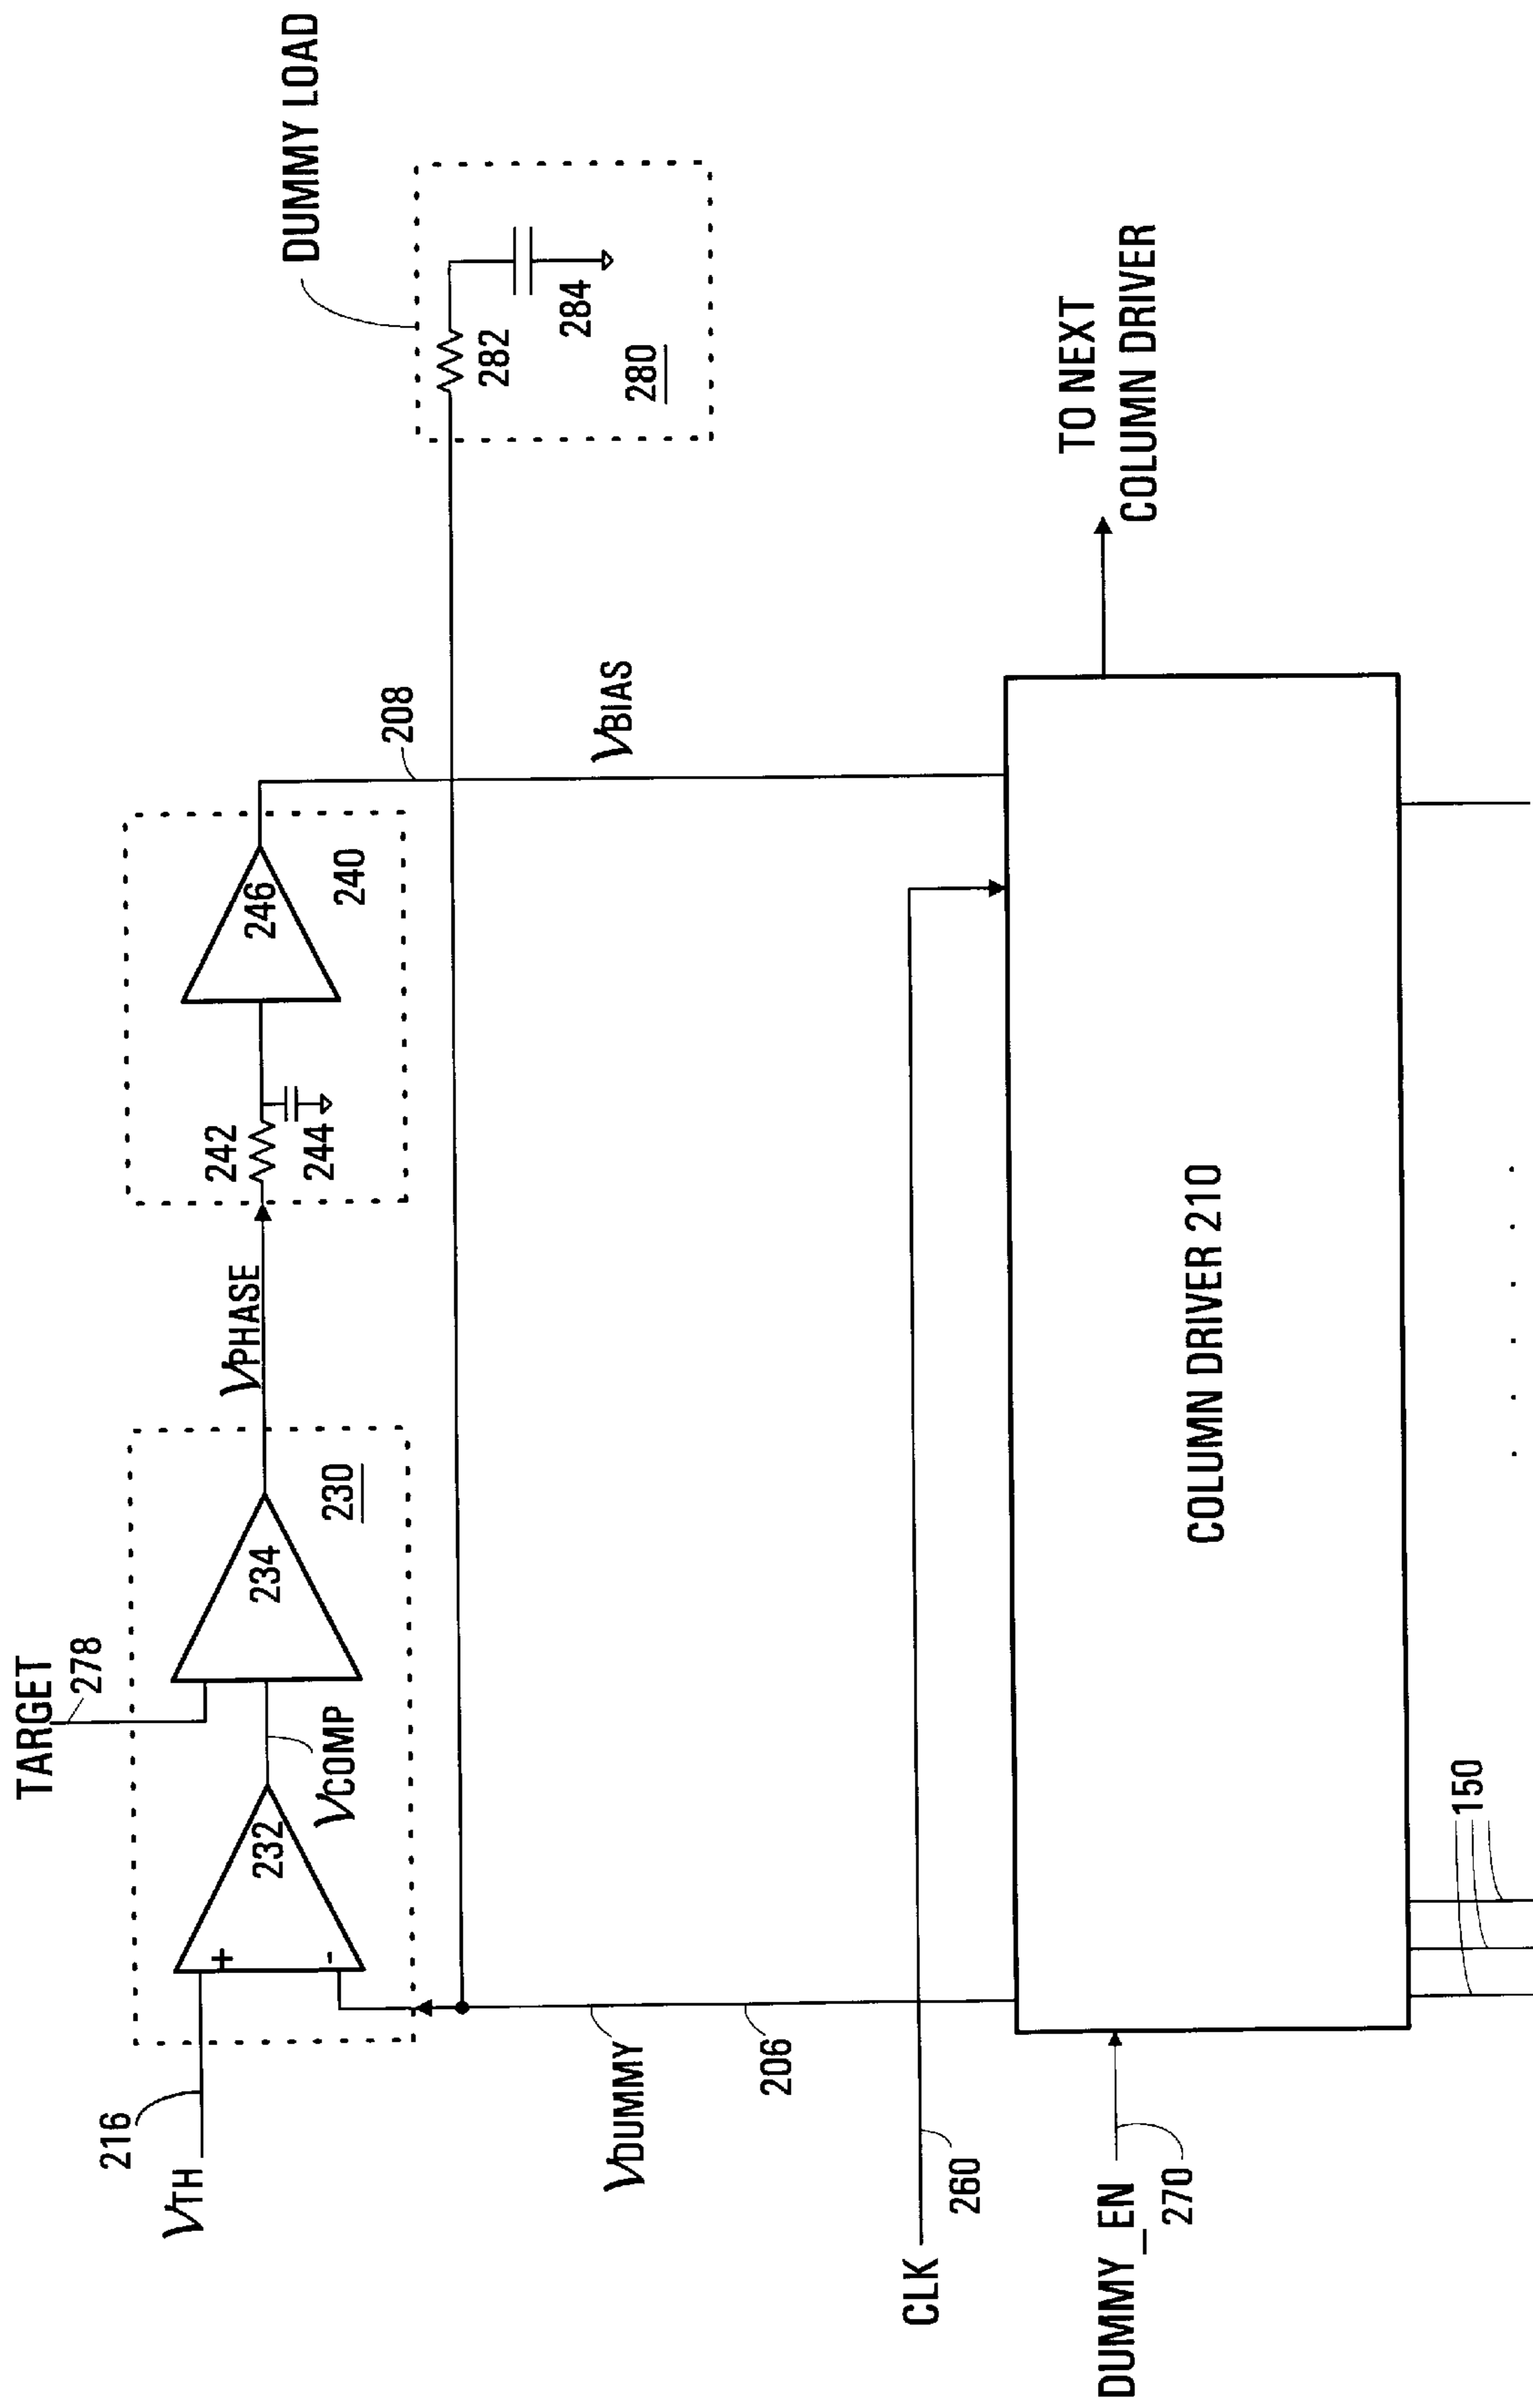 TARGET
278
216
VTH
232
VCOMP
234
230
VPHASE
242
244
246
240
208
VBIAS
DUMMY LOAD
282
284
280
VDUMMY
206
CLK
260
DUMMY_EN
270
COLUMN DRIVER 210
TO NEXT
COLUMN DRIVER
150
+
-